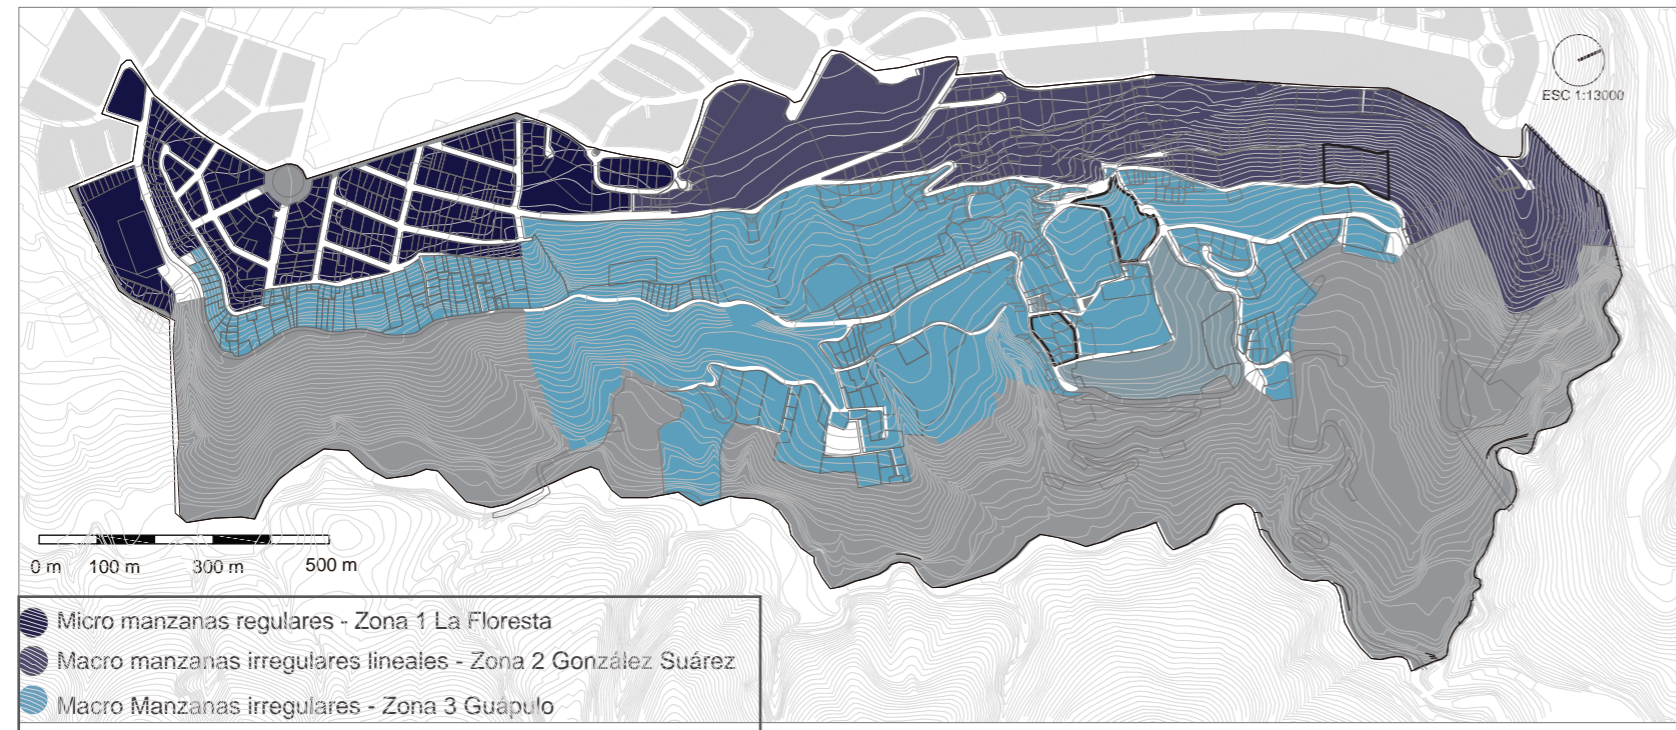 ESC 1:13000
0 m 100 m 300 m 500 m
Micro manzanas regulares - Zona 1 La Floresta
Macro manzanas irregulares lineales - Zona 2 González Suárez
Macro Manzanas irregulares - Zona 3 Guápulo